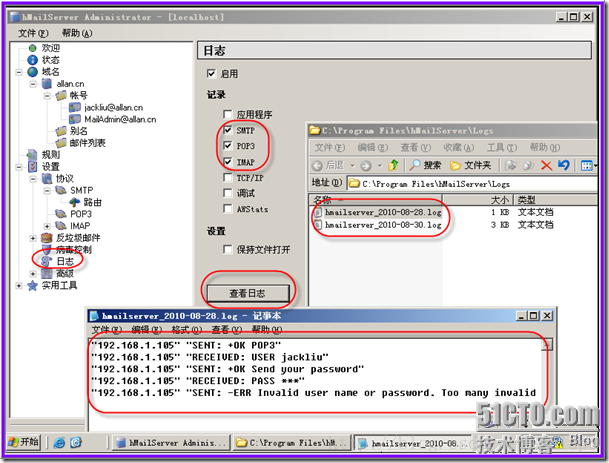 hMailServer Administrator - [localhost]
文件(F) 帮助(A)
欢迎
状态
域名
allan.cn
帐号
jackliu@allan.cn
MailAdmin@allan.cn
别名
邮件列表
规则
设置
协议
SMTP
路由
POP3
IMAP
反垃圾邮件
病毒控制
日志
高级
实用工具
日志
启用
记录
应用程序
SMTP
POP3
IMAP
TCP/IP
调试
AWStats
设置
保持文件打开
查看日志
C:\Program Files\hMailServer\Logs
文件(F) 编辑(E) 查看(V) 收藏(A) 工具(T) 帮助(H)
后退 搜索 文件夹
地址(D) C:\Program Files\hMailServer\Logs
名称 大小 类型
hmailserver_2010-08-28.log 1 KB 文本文档
hmailserver_2010-08-30.log 3 KB 文本文档
hmailserver_2010-08-28.log - 记事本
文件(F) 编辑(E) 格式(O) 查看(V) 帮助(H)
"192.168.1.105" "SENT: +OK POP3"
"192.168.1.105" "RECEIVED: USER jackliu"
"192.168.1.105" "SENT: +OK Send your password"
"192.168.1.105" "RECEIVED: PASS ***"
"192.168.1.105" "SENT: -ERR Invalid user name or password. Too many invalid
开始 hMailServer Adminis... C:\Program Files\hM... hmailserver_2010-08...
51CTO.com
技术博客 Blog